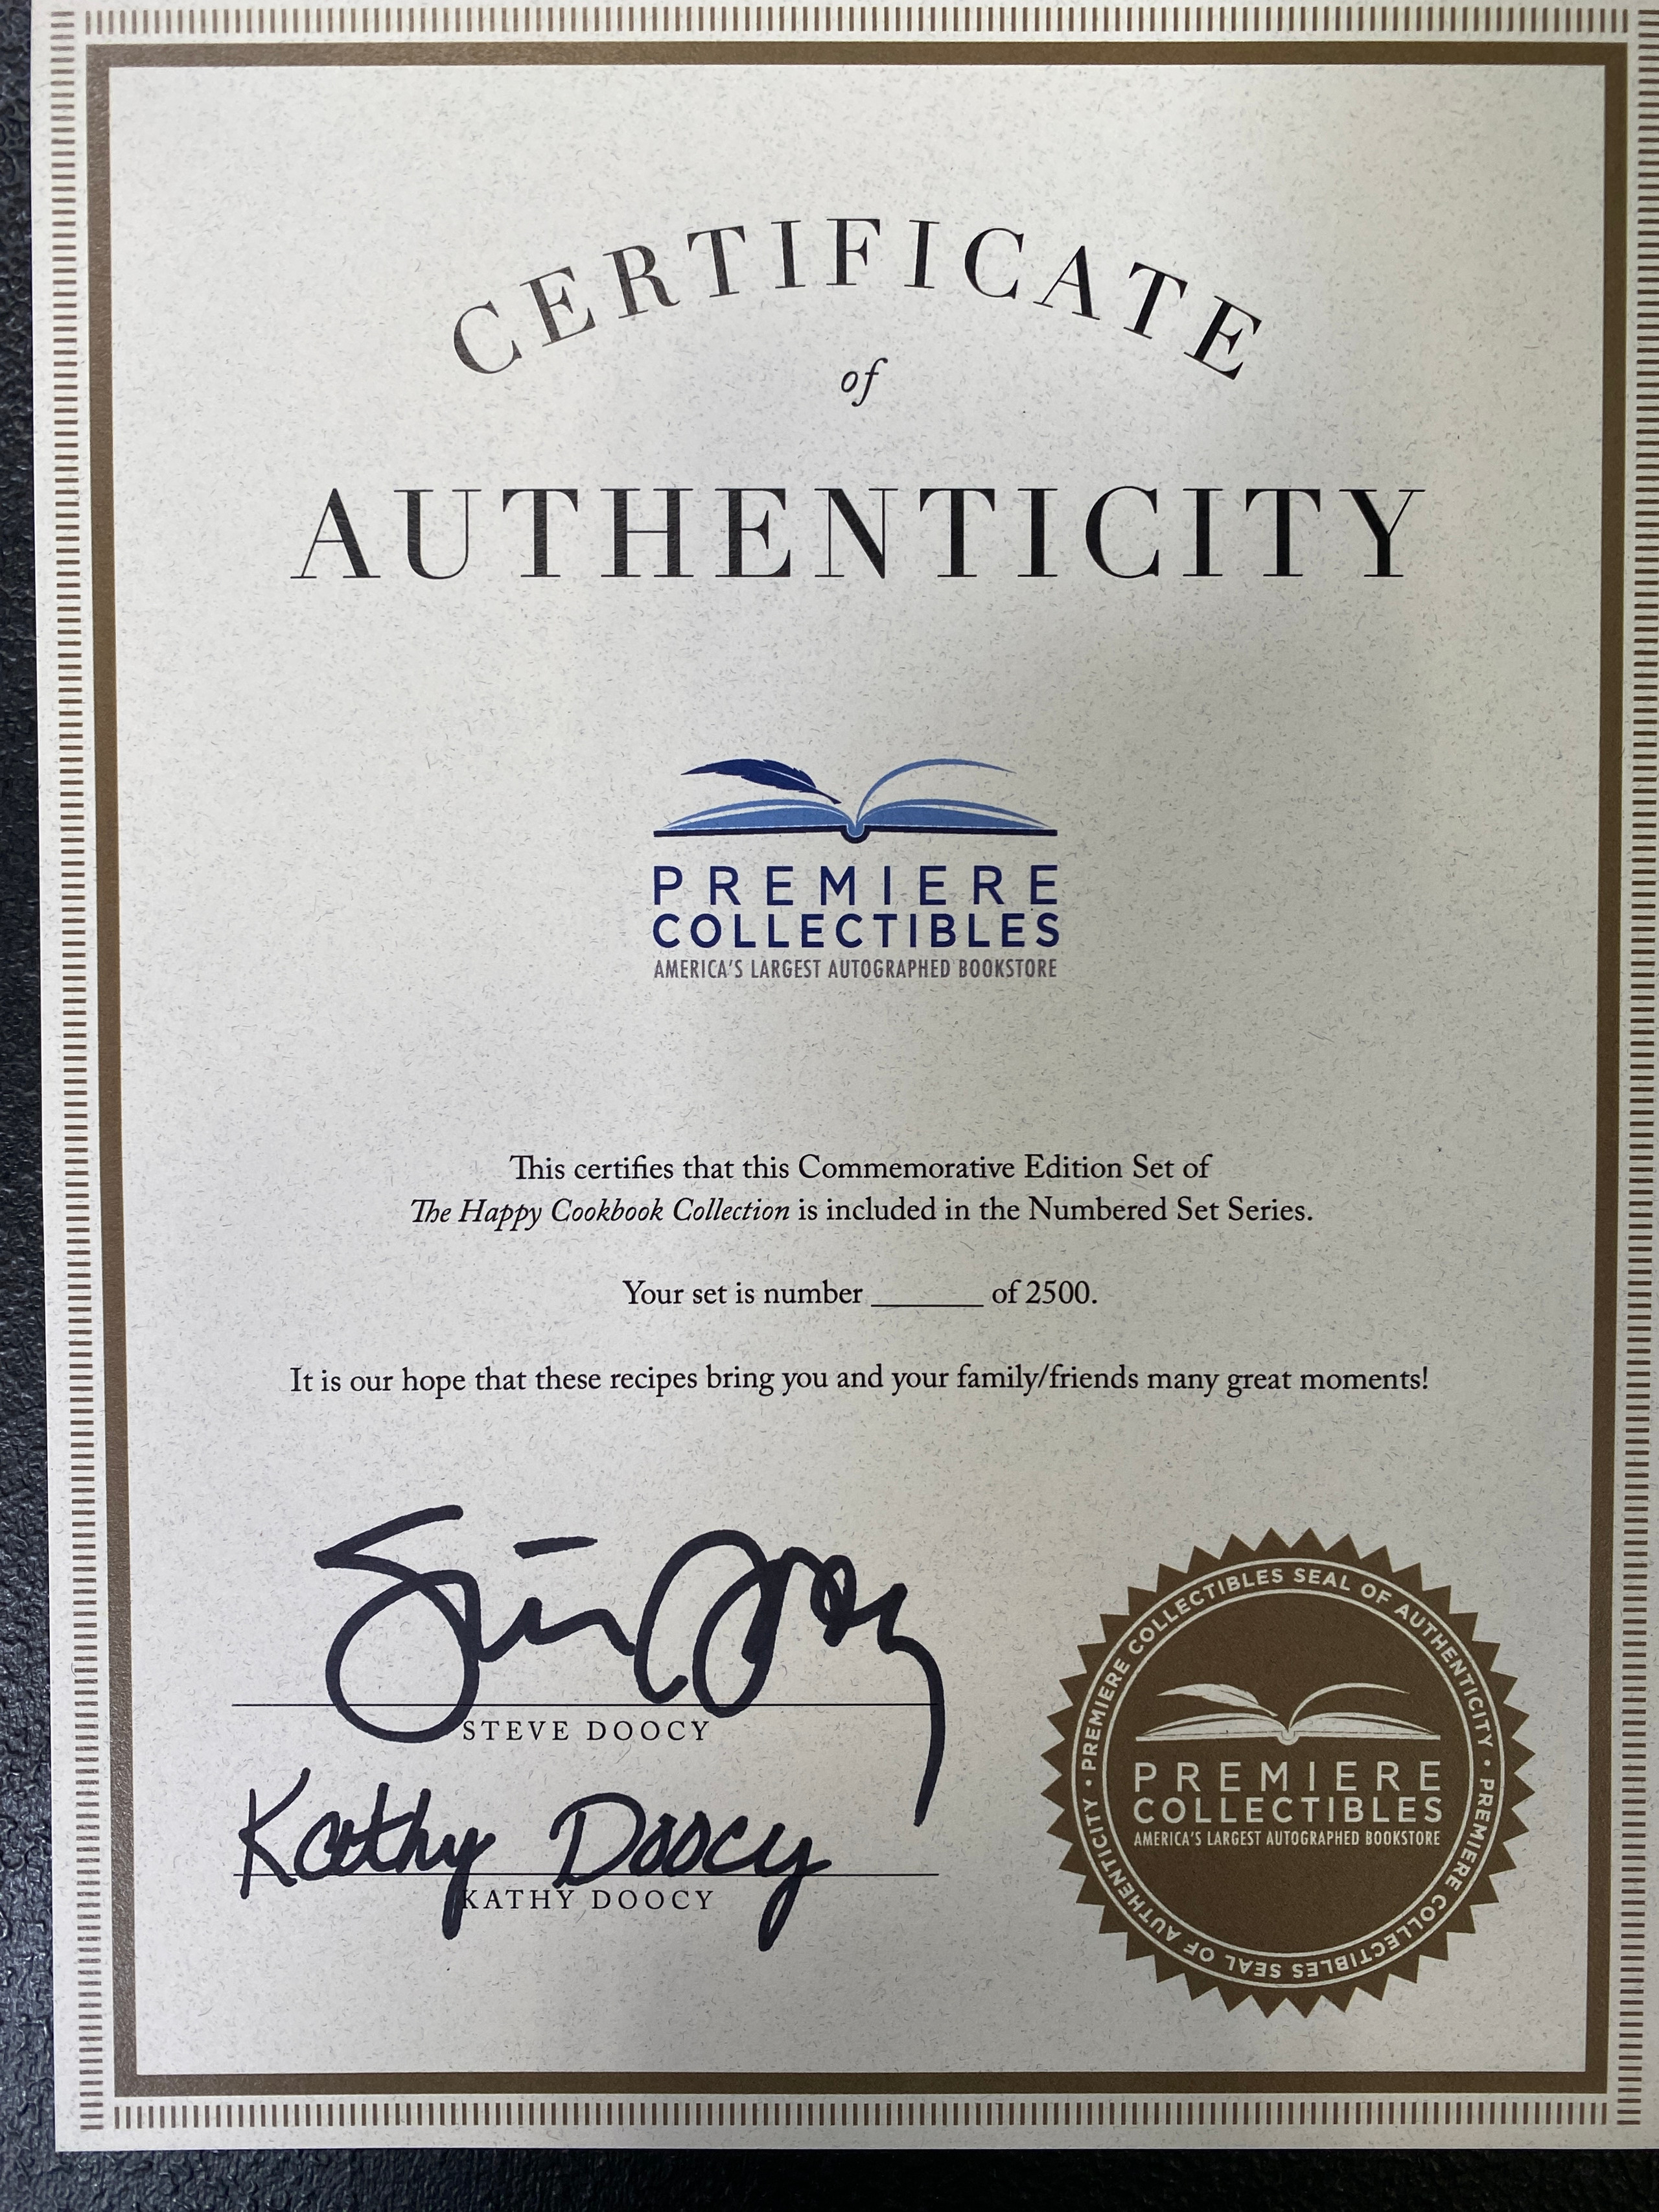 CERTIFICATE
of
AUTHENTICITY
PREMIERE
COLLECTIBLES
AMERICA'S LARGEST AUTOGRAPHED BOOKSTORE
This certifies that this Commemorative Edition Set of
The Happy Cookbook Collection is included in the Numbered Set Series.
Your set is number _______ of 2500.
It is our hope that these recipes bring you and your family/friends many great moments!
Steve Doocy
STEVE DOOCY
Kathy Doocy
KATHY DOOCY
PREMIERE COLLECTIBLES SEAL OF AUTHENTICITY • PREMIERE COLLECTIBLES SEAL OF AUTHENTICITY •
PREMIERE
COLLECTIBLES
AMERICA'S LARGEST AUTOGRAPHED BOOKSTORE